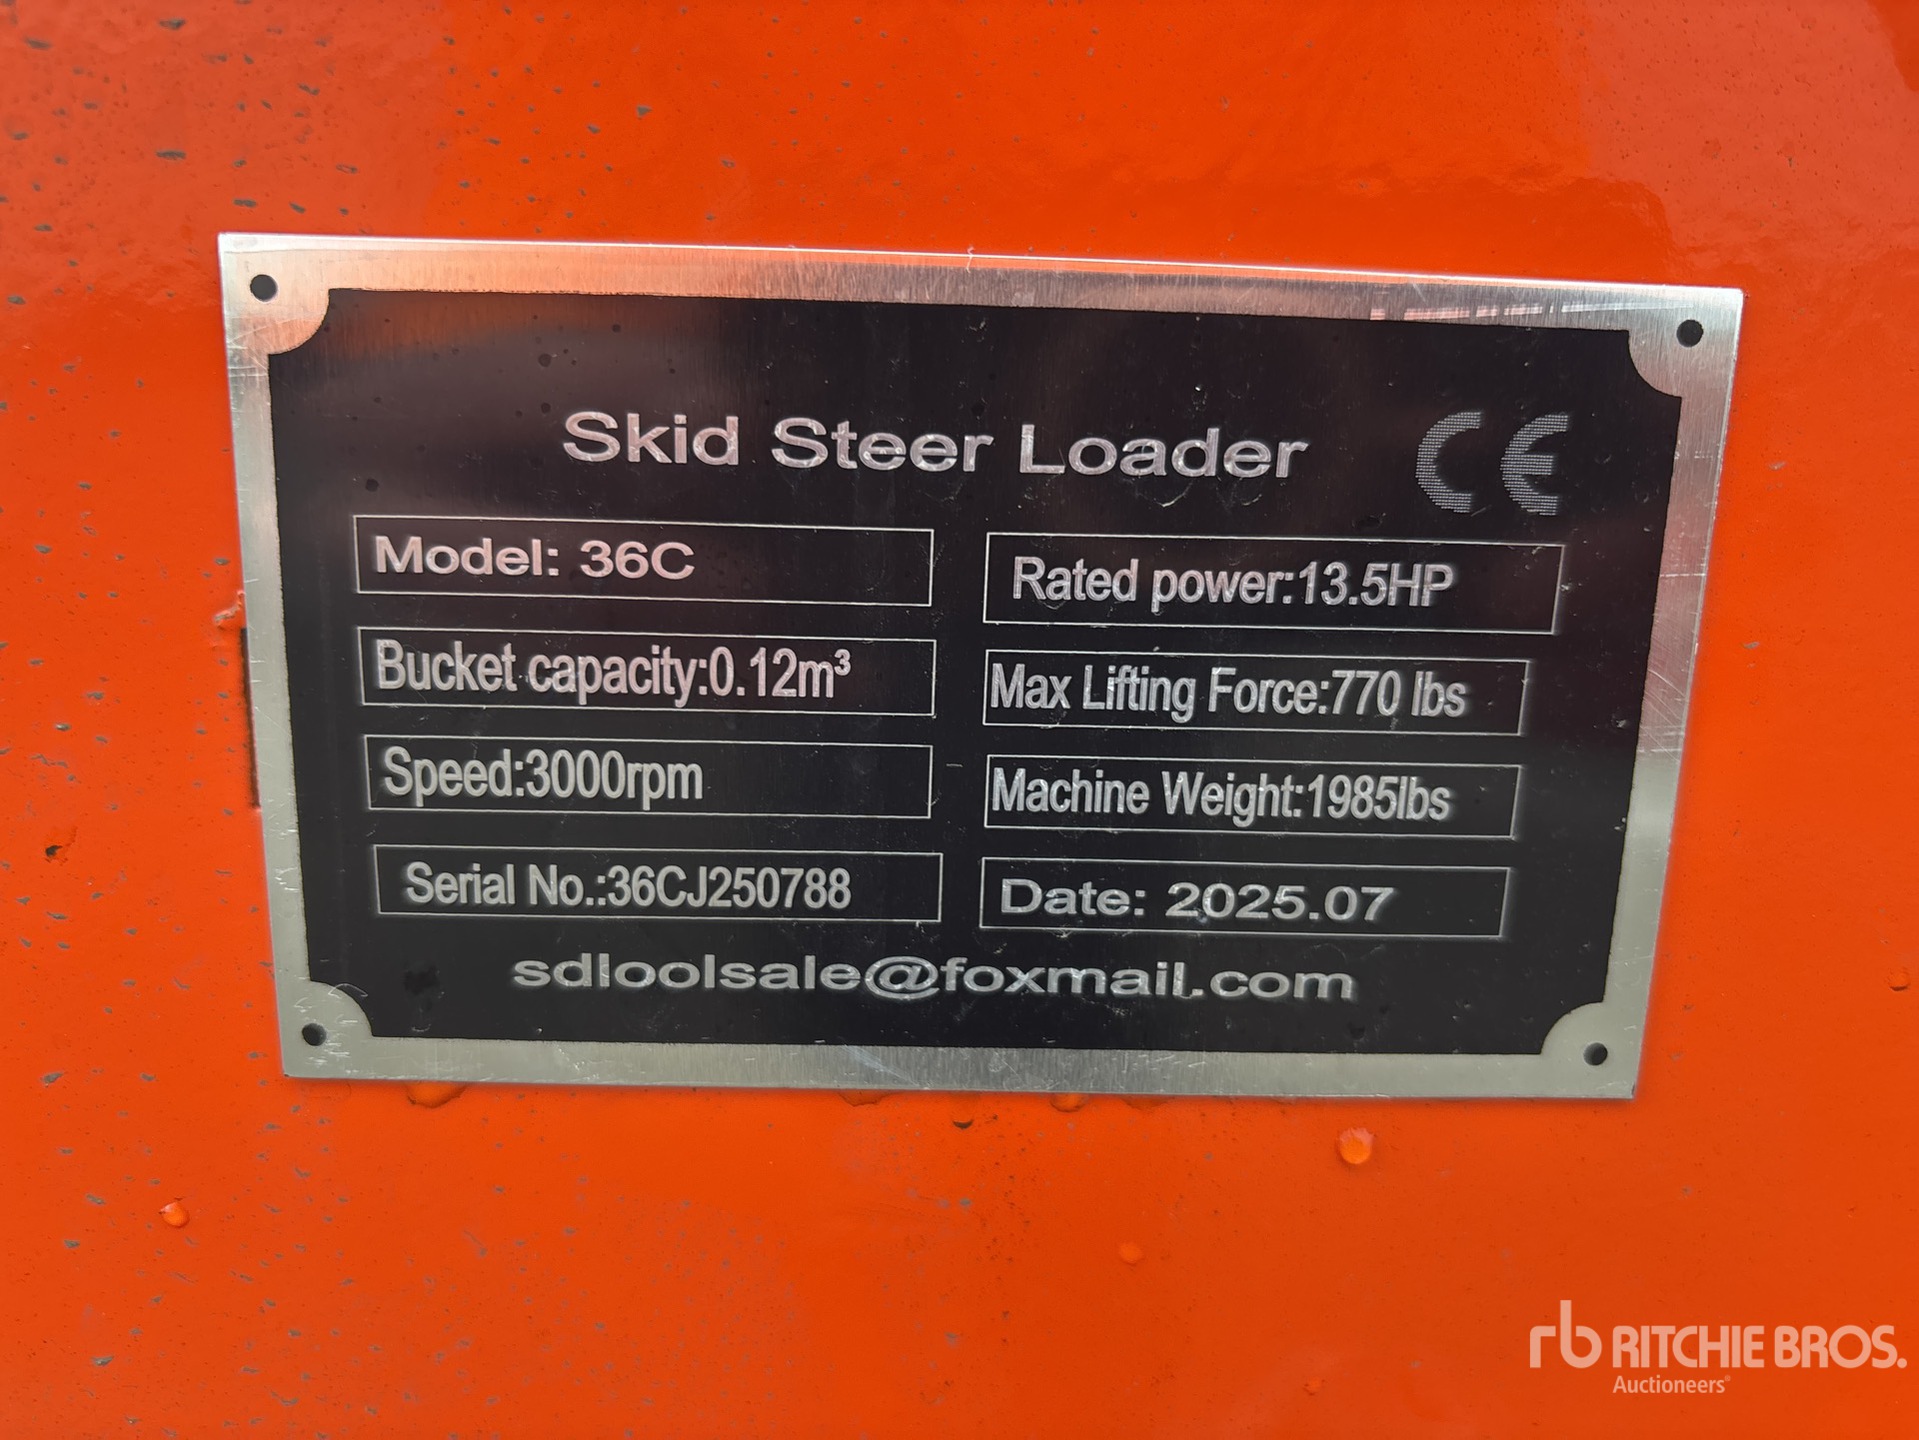 Skid Steer Loader CE
Model: 36C
Rated power:13.5HP
Bucket capacity:0.12m³
Max Lifting Force:770 lbs
Speed:3000rpm
Machine Weight:1985lbs
Serial No.:36CJ250788
Date: 2025.07
sdloolsale@foxmail.com
rb RITCHIE BROS.
Auctioneers®